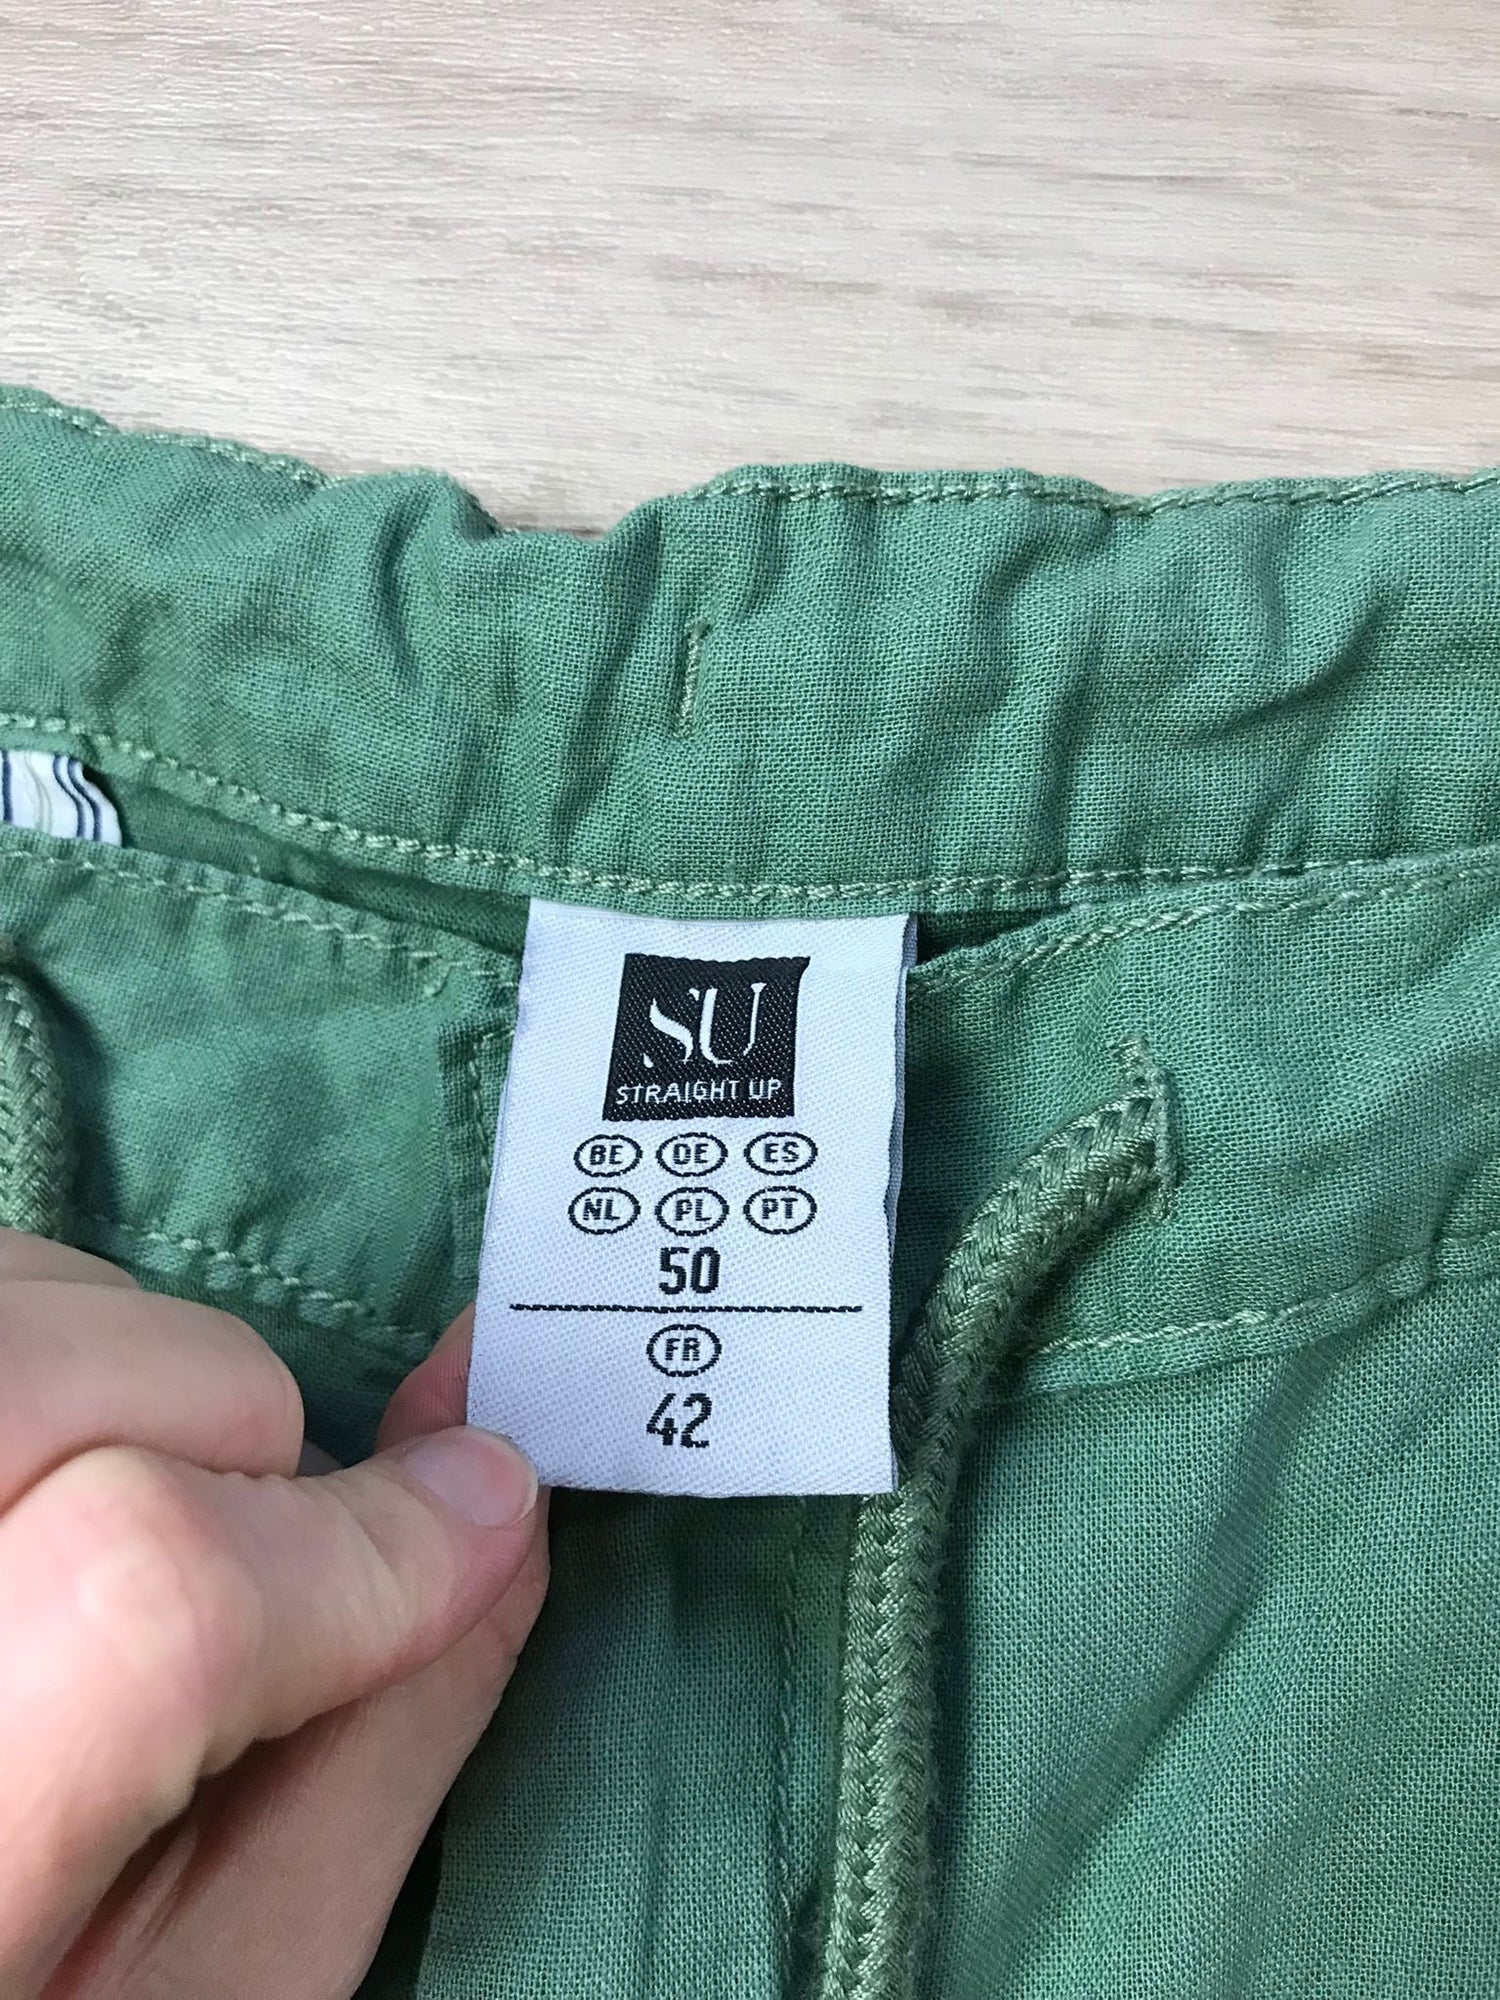 SU
STRAIGHT UP
BE DE ES
NL PL PT
50
FR
42